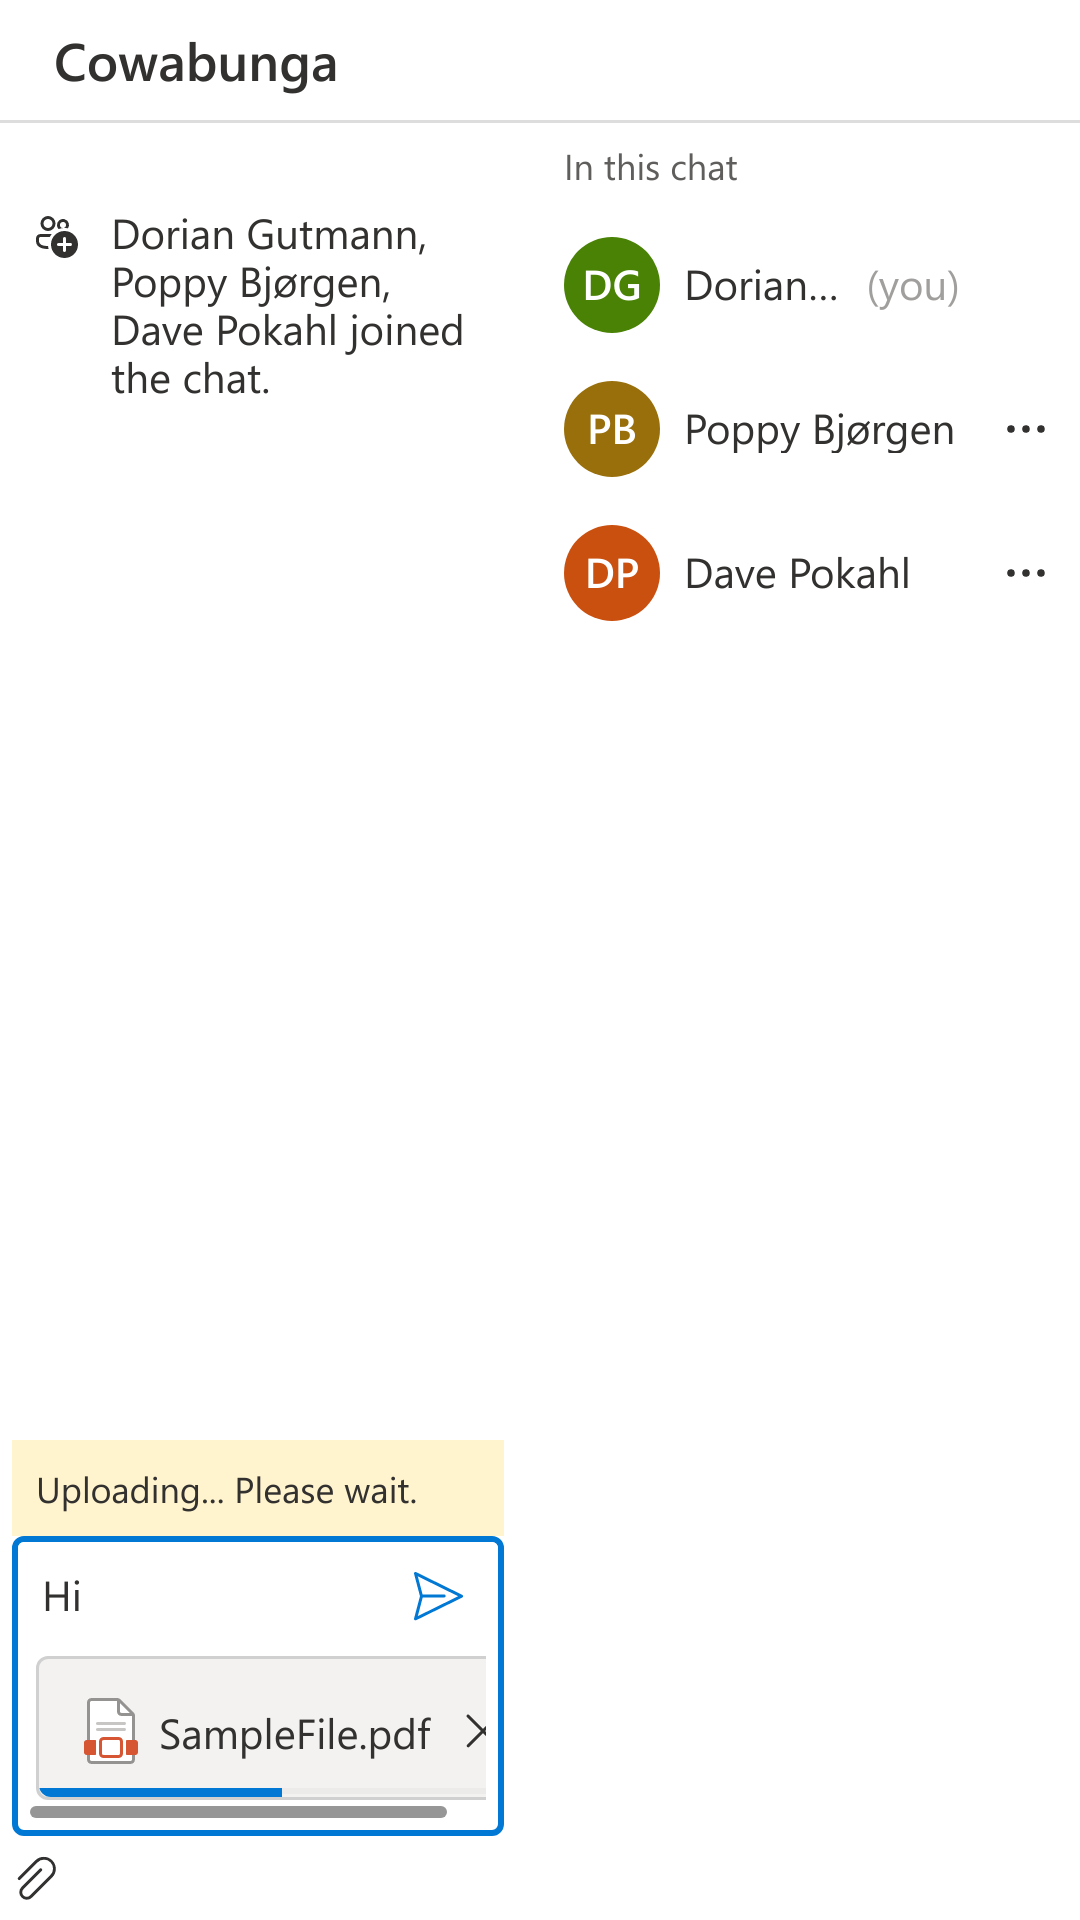 Cowabunga
Dorian Gutmann,
Poppy Bjørgen,
Dave Pokahl joined
the chat.
In this chat
DG Dorian... (you)
PB Poppy Bjørgen
DP Dave Pokahl
Uploading... Please wait.
Hi
SampleFile.pdf